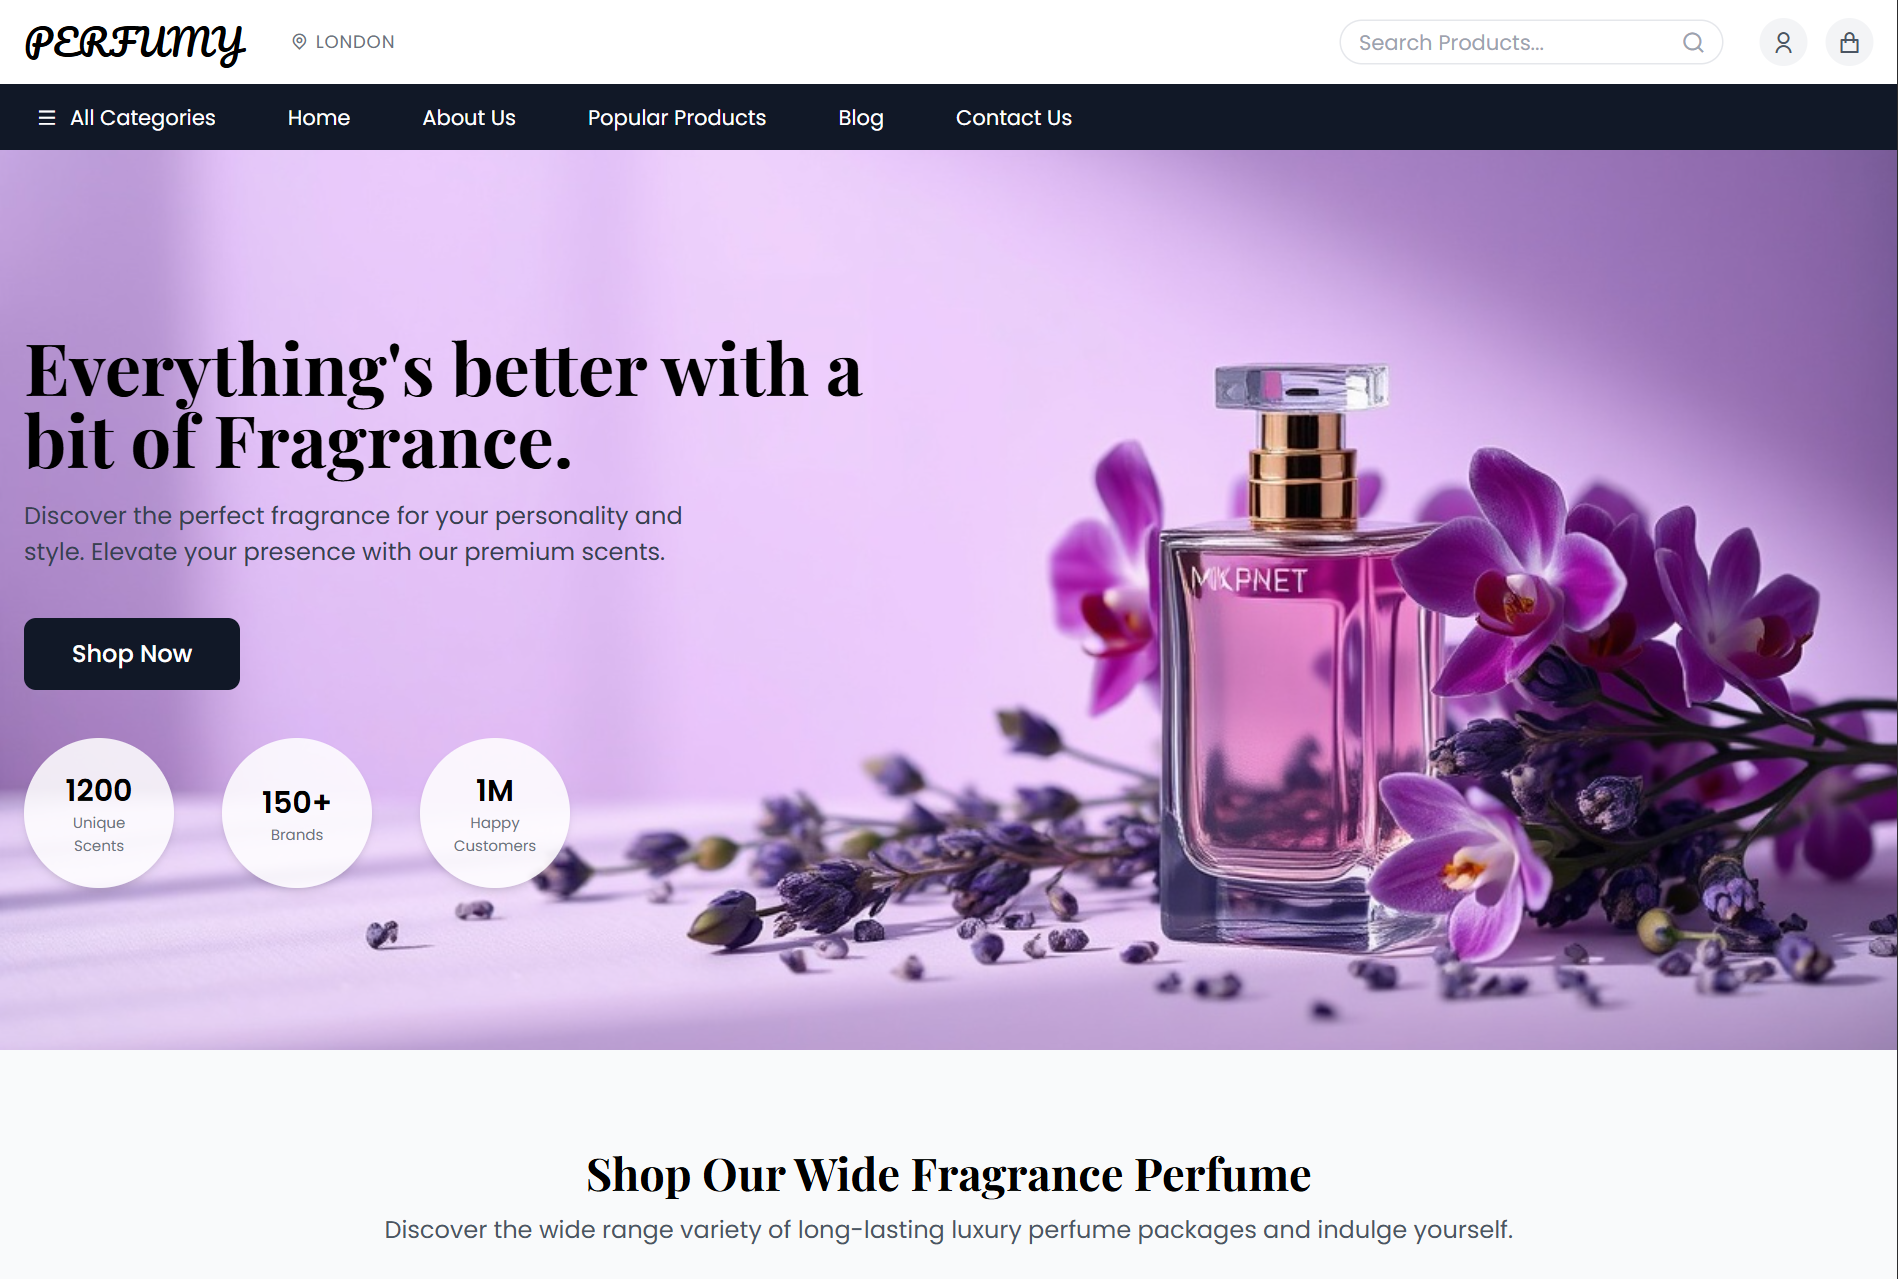 PERFUMY
LONDON
Search Products...
All Categories
Home
About Us
Popular Products
Blog
Contact Us
Everything's better with a
bit of Fragrance.
Discover the perfect fragrance for your personality and
style. Elevate your presence with our premium scents.
Shop Now
1200
Unique
Scents
150+
Brands
1M
Happy
Customers
MKPNET
Shop Our Wide Fragrance Perfume
Discover the wide range variety of long-lasting luxury perfume packages and indulge yourself.